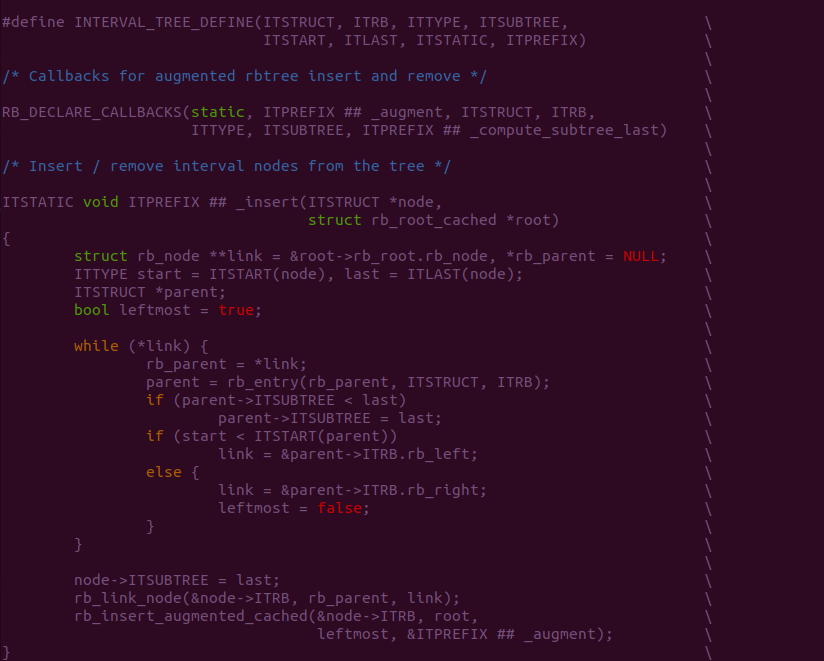 #define INTERVAL_TREE_DEFINE(ITSTRUCT, ITRB, ITTYPE, ITSUBTREE,               \
                             ITSTART, ITLAST, ITSTATIC, ITPREFIX)             \
                                                                              \
/* Callbacks for augmented rbtree insert and remove */                        \
                                                                              \
RB_DECLARE_CALLBACKS(static, ITPREFIX ## _augment, ITSTRUCT, ITRB,            \
                     ITTYPE, ITSUBTREE, ITPREFIX ## _compute_subtree_last)    \
                                                                              \
/* Insert / remove interval nodes from the tree */                            \
                                                                              \
ITSTATIC void ITPREFIX ## _insert(ITSTRUCT *node,                             \
                                  struct rb_root_cached *root)                \
{                                                                             \
        struct rb_node **link = &root->rb_root.rb_node, *rb_parent = NULL;    \
        ITTYPE start = ITSTART(node), last = ITLAST(node);                    \
        ITSTRUCT *parent;                                                     \
        bool leftmost = true;                                                 \
                                                                              \
        while (*link) {                                                       \
                rb_parent = *link;                                            \
                parent = rb_entry(rb_parent, ITSTRUCT, ITRB);                 \
                if (parent->ITSUBTREE < last)                                 \
                        parent->ITSUBTREE = last;                             \
                if (start < ITSTART(parent))                                  \
                        link = &parent->ITRB.rb_left;                         \
                else {                                                        \
                        link = &parent->ITRB.rb_right;                        \
                        leftmost = false;                                     \
                }                                                             \
        }                                                                     \
                                                                              \
        node->ITSUBTREE = last;                                               \
        rb_link_node(&node->ITRB, rb_parent, link);                           \
        rb_insert_augmented_cached(&node->ITRB, root,                         \
                                   leftmost, &ITPREFIX ## _augment);          \
}                                                                             \